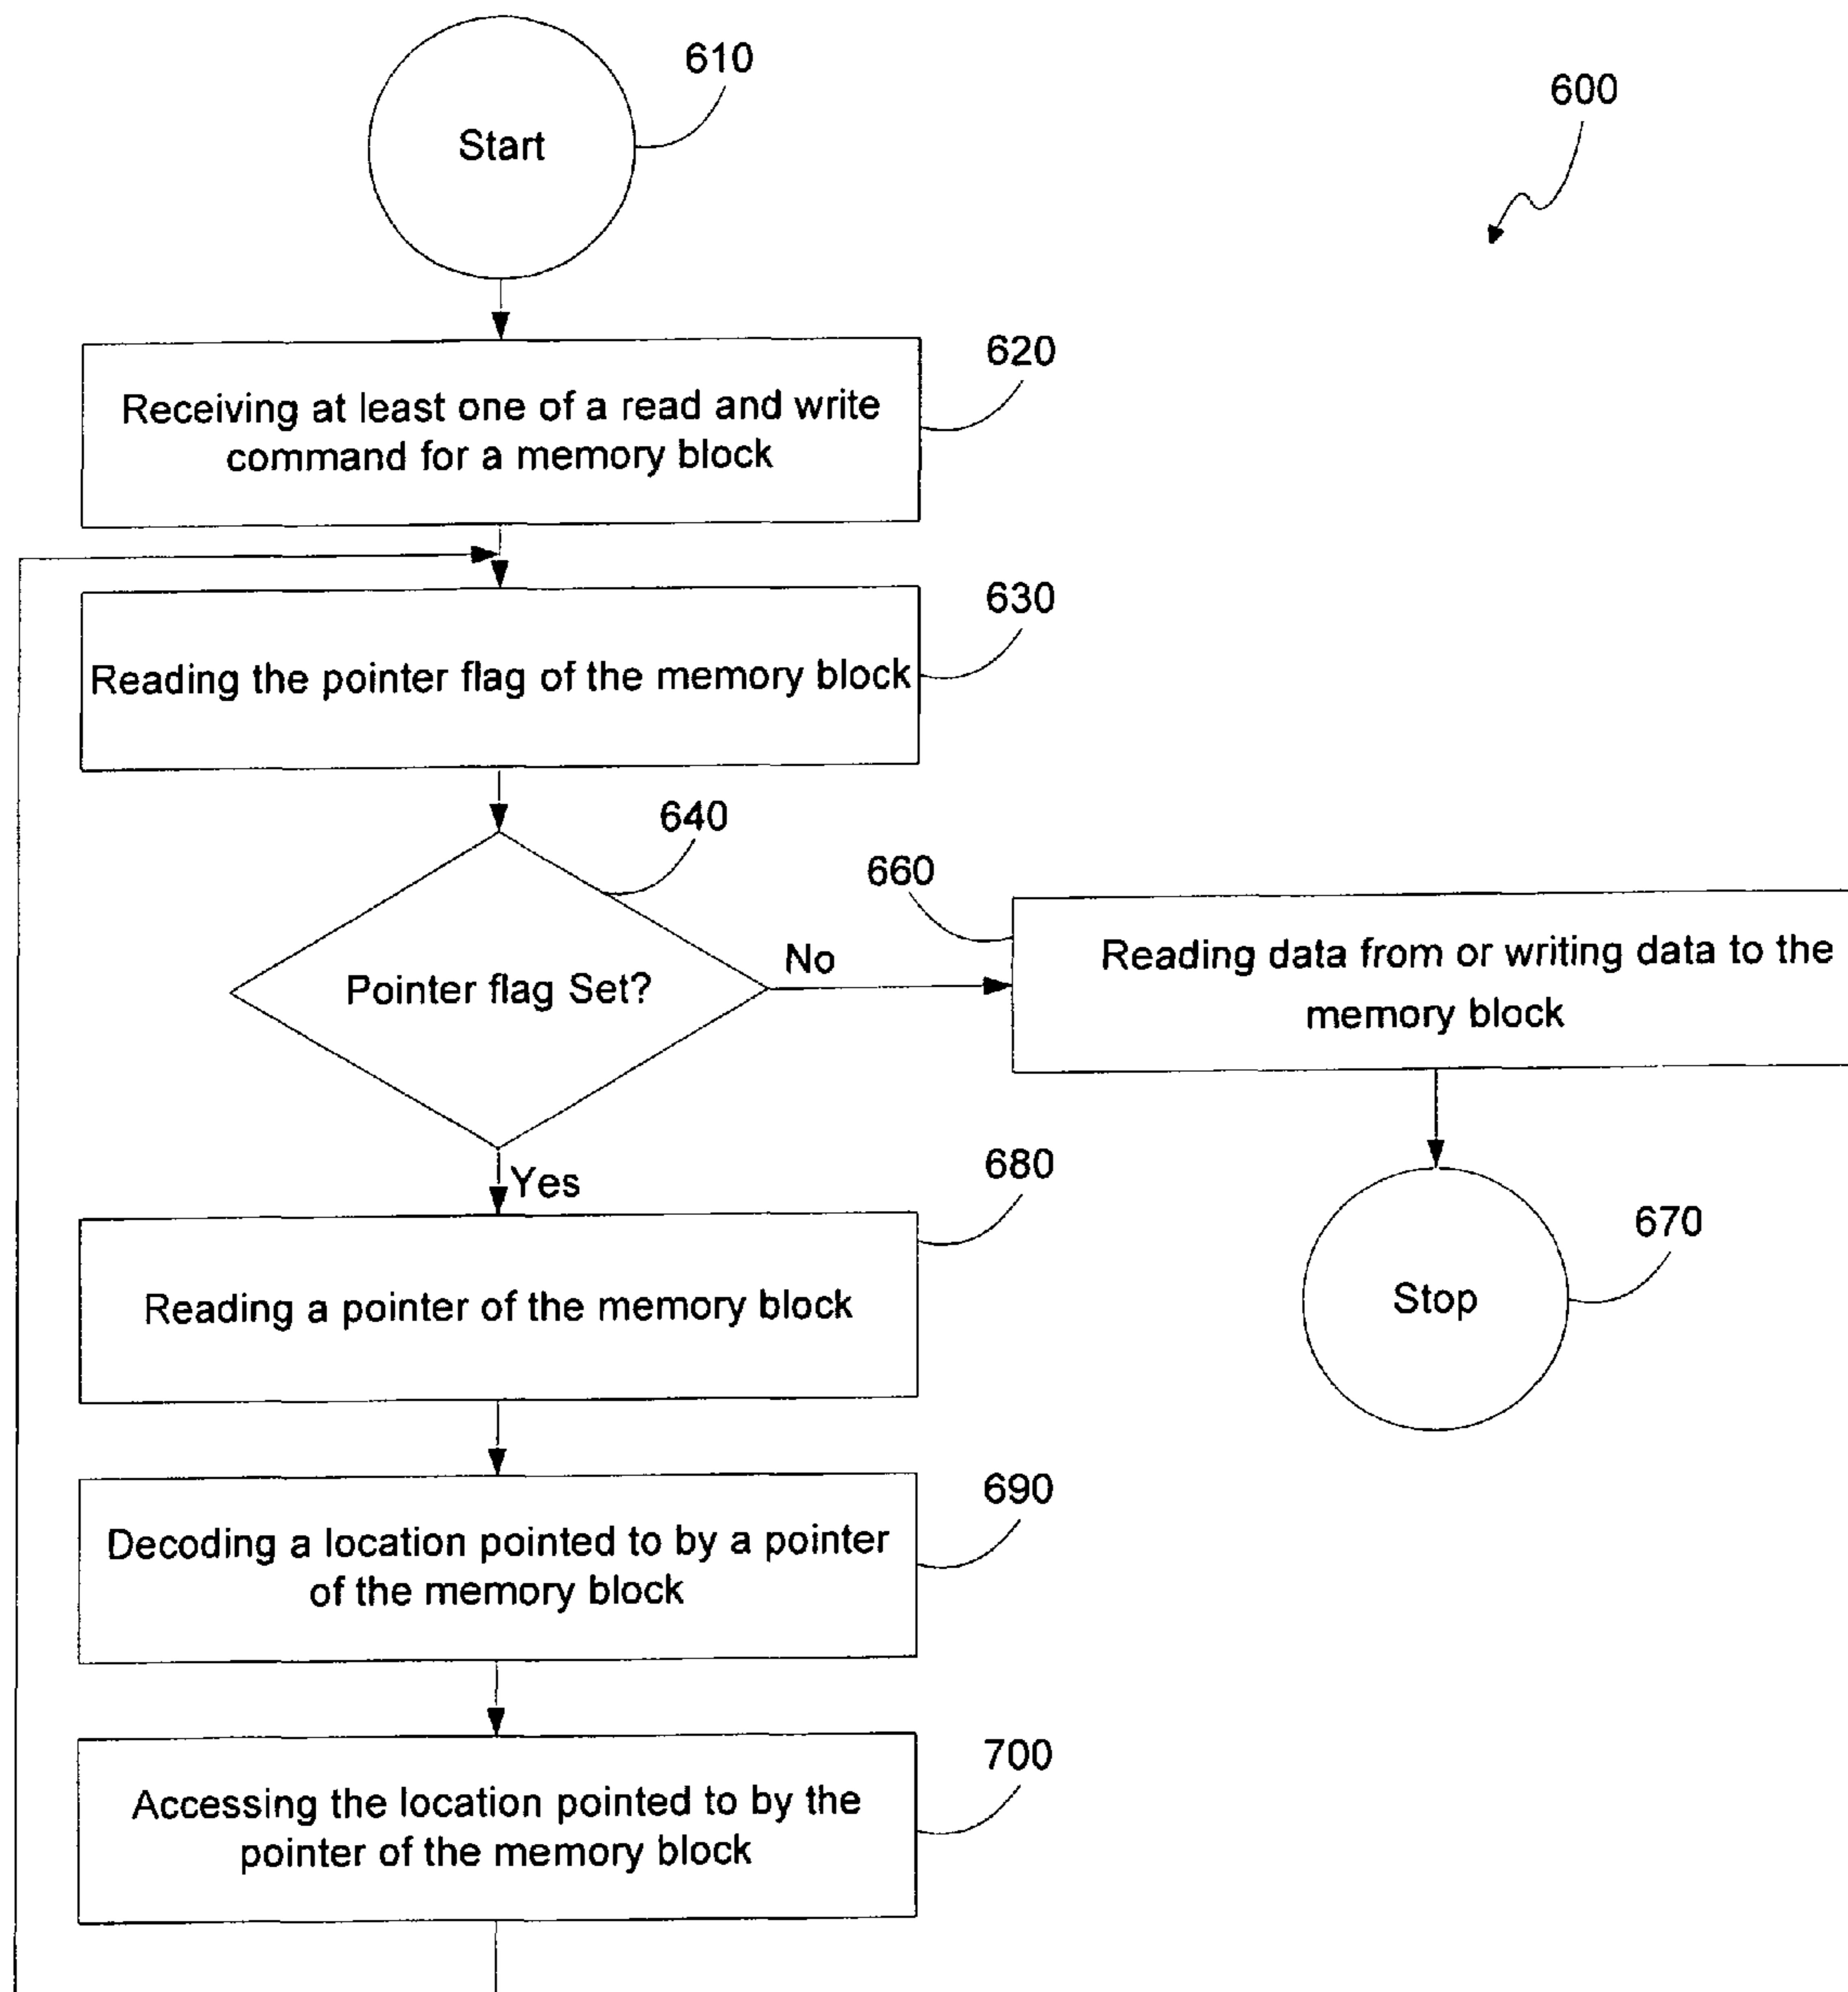 610
600
Start
620
Receiving at least one of a read and write
command for a memory block
630
Reading the pointer flag of the memory block
640
660
No
Pointer flag Set?
Reading data from or writing data to the
memory block
Yes
680
670
Reading a pointer of the memory block
Stop
690
Decoding a location pointed to by a pointer
of the memory block
700
Accessing the location pointed to by the
pointer of the memory block